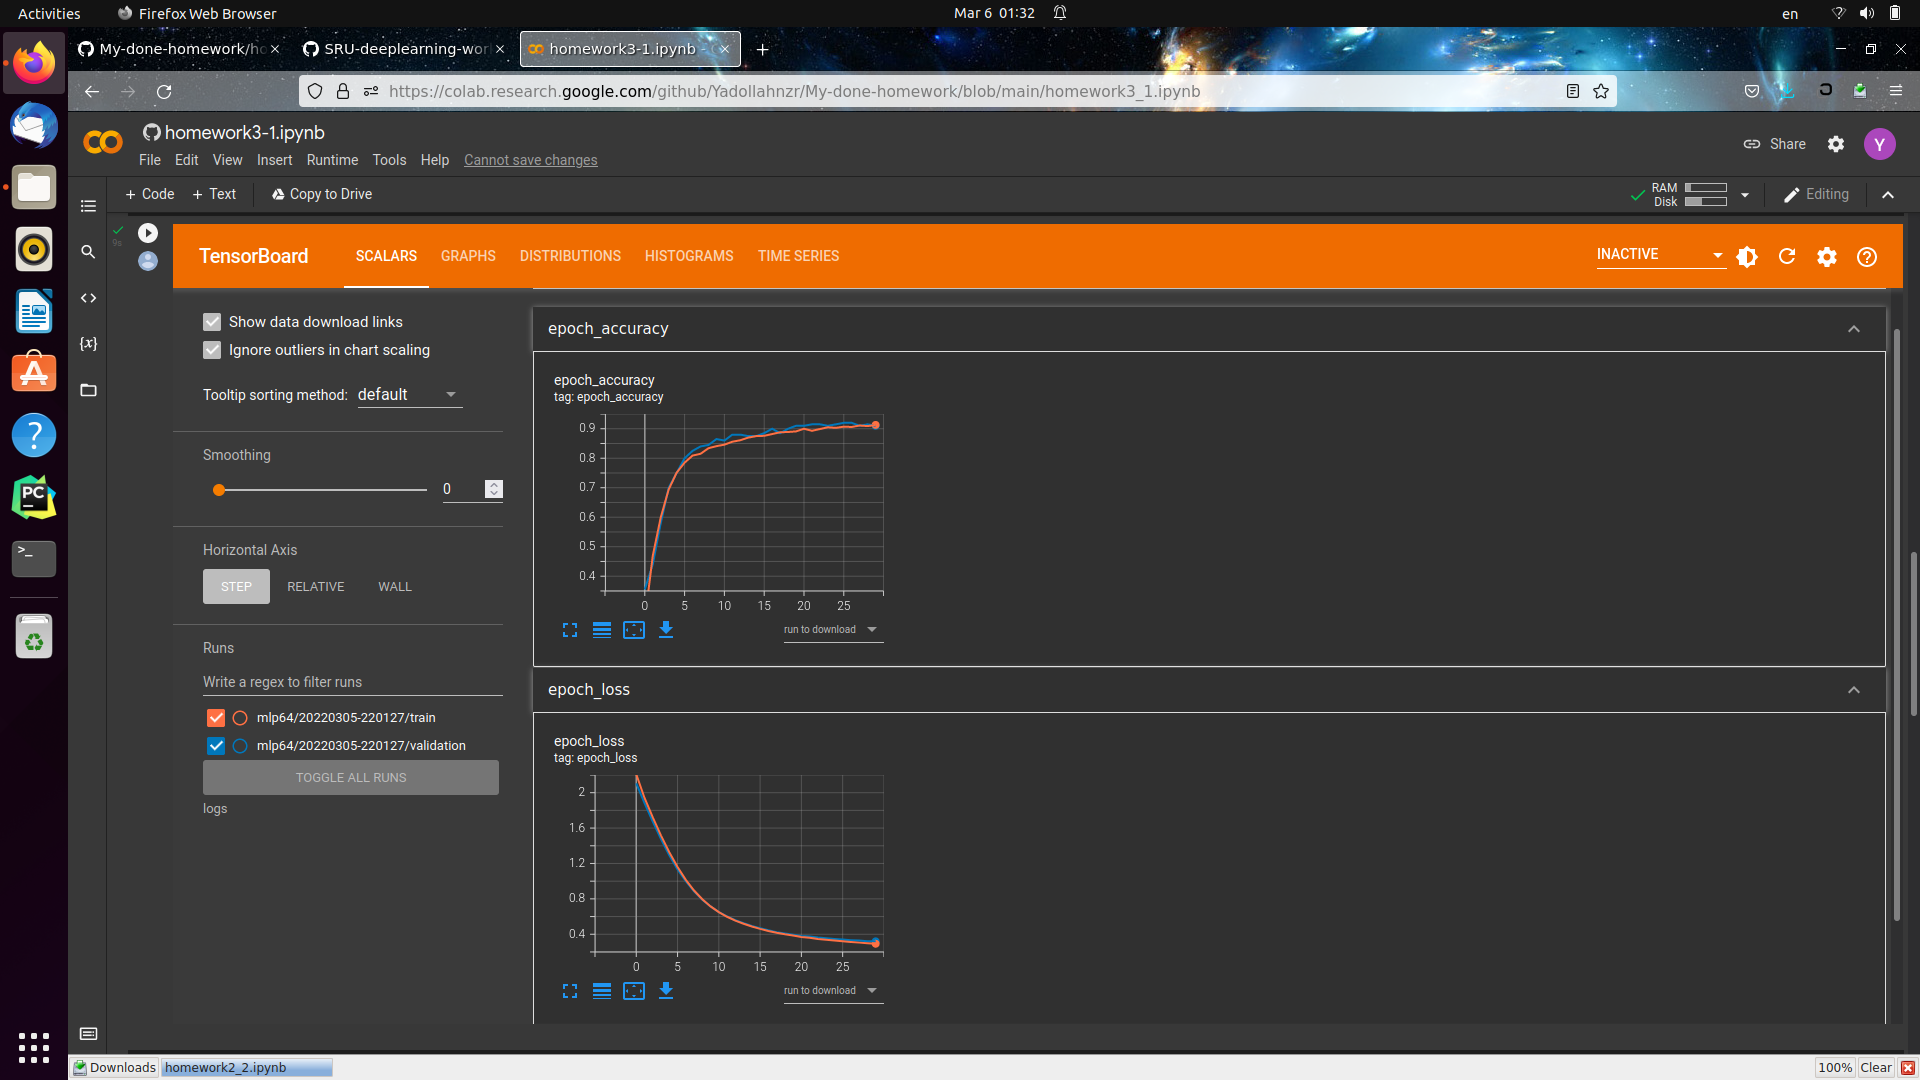 Activities
Firefox Web Browser
Mar 6 01:32
en
My-done-homework/ho
SRU-deeplearning-wor
homework3-1.ipynb -
https://colab.research.google.com/github/Yadollahnzr/My-done-homework/blob/main/homework3_1.ipynb
homework3-1.ipynb
File Edit View Insert Runtime Tools Help Cannot save changes
Share
Y
+ Code + Text Copy to Drive
RAM
Disk
Editing
9s
TensorBoard
SCALARS GRAPHS DISTRIBUTIONS HISTOGRAMS TIME SERIES
INACTIVE
Show data download links
Ignore outliers in chart scaling
Tooltip sorting method: default
Smoothing
0
Horizontal Axis
STEP RELATIVE WALL
Runs
Write a regex to filter runs
mlp64/20220305-220127/train
mlp64/20220305-220127/validation
TOGGLE ALL RUNS
logs
epoch_accuracy
epoch_accuracy
tag: epoch_accuracy
0.9
0.8
0.7
0.6
0.5
0.4
0 5 10 15 20 25
run to download
epoch_loss
epoch_loss
tag: epoch_loss
2
1.6
1.2
0.8
0.4
0 5 10 15 20 25
run to download
Downloads
homework2_2.ipynb
100%
Clear